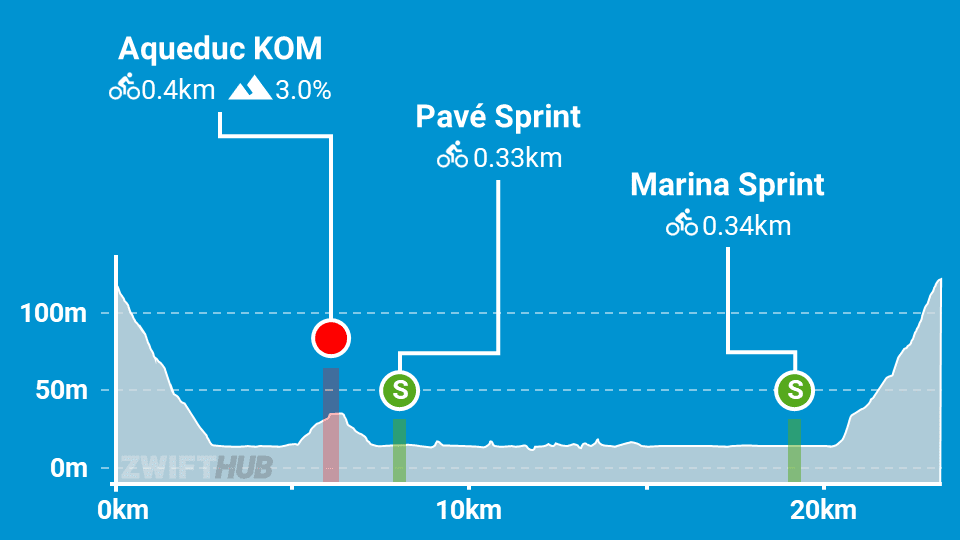 Aqueduc KOM
0.4km 3.0%
Pavé Sprint
0.33km
Marina Sprint
0.34km
100m
50m
S
S
0m
ZWIFTHUB
0km
10km
20km